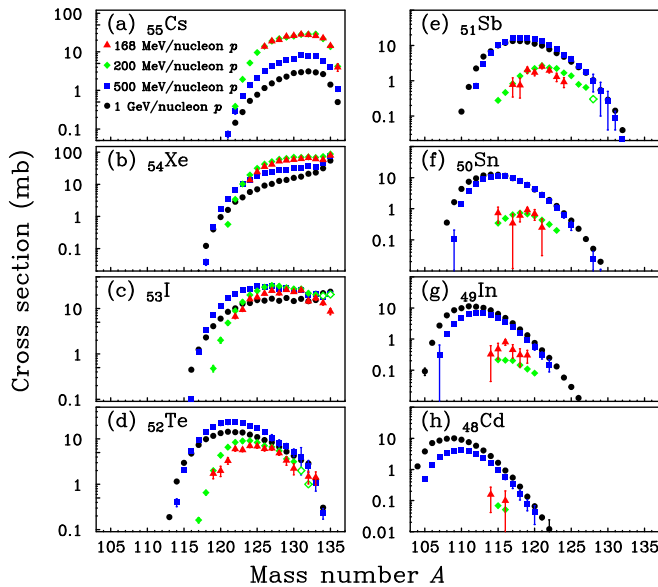 (a) ₅₅Cs
168 MeV/nucleon p
200 MeV/nucleon p
500 MeV/nucleon p
1 GeV/nucleon p
100
10
1
0.1
(b) ₅₄Xe
100
10
1
0.1
(c) ₅₃I
10
1
0.1
(d) ₅₂Te
10
1
0.1
105 110 115 120 125 130 135
(e) ₅₁Sb
10
1
0.1
(f) ₅₀Sn
10
1
0.1
(g) ₄₉In
10
1
0.1
(h) ₄₈Cd
10
1
0.1
0.01
105 110 115 120 125 130 135
Cross section (mb)
Mass number A